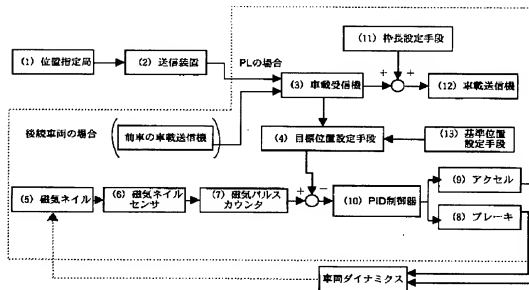 (11) 枠長設定手段
PLの場合
(1) 位置指定局
(2) 送信装置
(3) 車載受信機
+
+
(12) 車載送信機
後続車両の場合
前車の車載送信機
(4) 目標位置設定手段
(13) 基準位置
設定手段
(5) 磁気ネイル
(6) 磁気ネイル
センサ
(7) 磁気パルス
カウンタ
+
−
(10) PID制御器
(9) アクセル
(8) ブレーキ
車両ダイナミクス